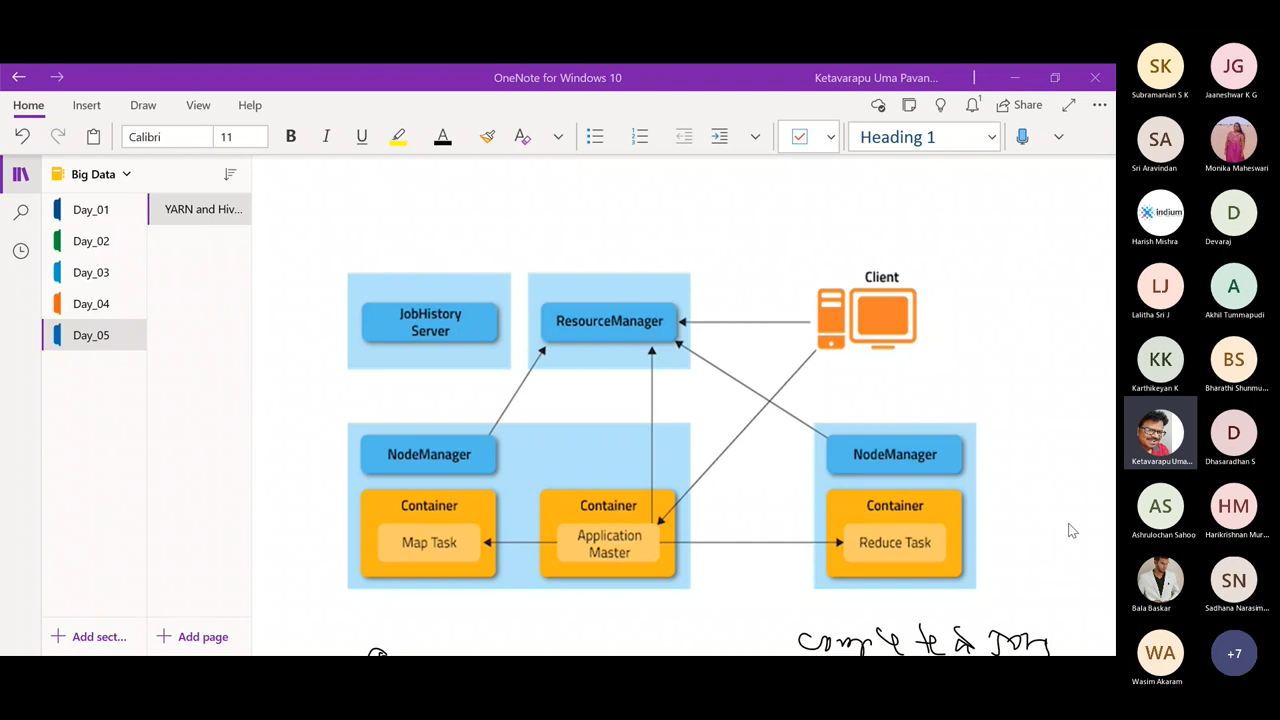 OneNote for Windows 10
Ketavarapu Uma Pavan...
Home
Insert
Draw
View
Help
1
Share
Calibri
11
B
I
U
A
A
Heading 1
Big Data
Day_01
Day_02
Day_03
Day_04
Day_05
YARN and Hiv...
Add sect...
Add page
JobHistory
Server
ResourceManager
Client
NodeManager
Container
Map Task
Container
Application
Master
NodeManager
Container
Reduce Task
SK
Subramanian S K
JG
Jaaneshwar K G
SA
Sri Aravindan
Monika Maheswari
indium
Harish Mishra
D
Devaraj
LJ
Lalitha Sri J
A
Akhil Tummapudi
KK
Karthikeyan K
BS
Bharathi Shunmu...
Ketavarapu Uma...
D
Dhasaradhan S
AS
Ashrulochan Sahoo
HM
Harikrishnan Mur...
Bala Baskar
SN
Sadhana Narasim...
WA
Wasim Akaram
+7